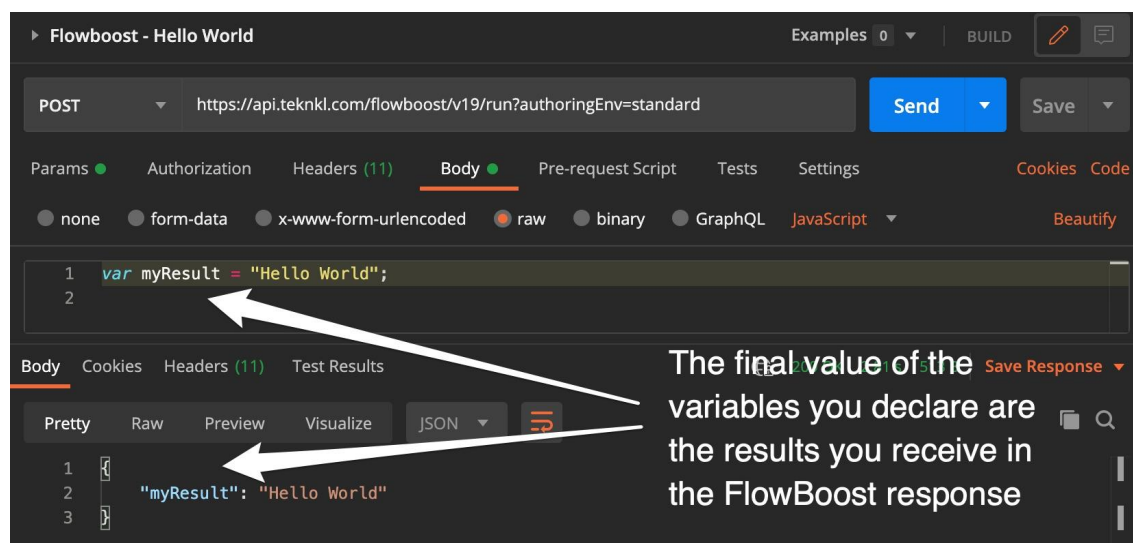 Flowboost - Hello World Examples 0 BUILD
POST https://api.teknkl.com/flowboost/v19/run?authoringEnv=standard Send Save
Params Authorization Headers (11) Body Pre-request Script Tests Settings Cookies Code
none form-data x-www-form-urlencoded raw binary GraphQL JavaScript Beautify
1 var myResult = "Hello World";
2
Body Cookies Headers (11) Test Results Save Response
The final value of the
variables you declare are
the results you receive in
the FlowBoost response
Pretty Raw Preview Visualize JSON
1 {
2 "myResult": "Hello World"
3 }